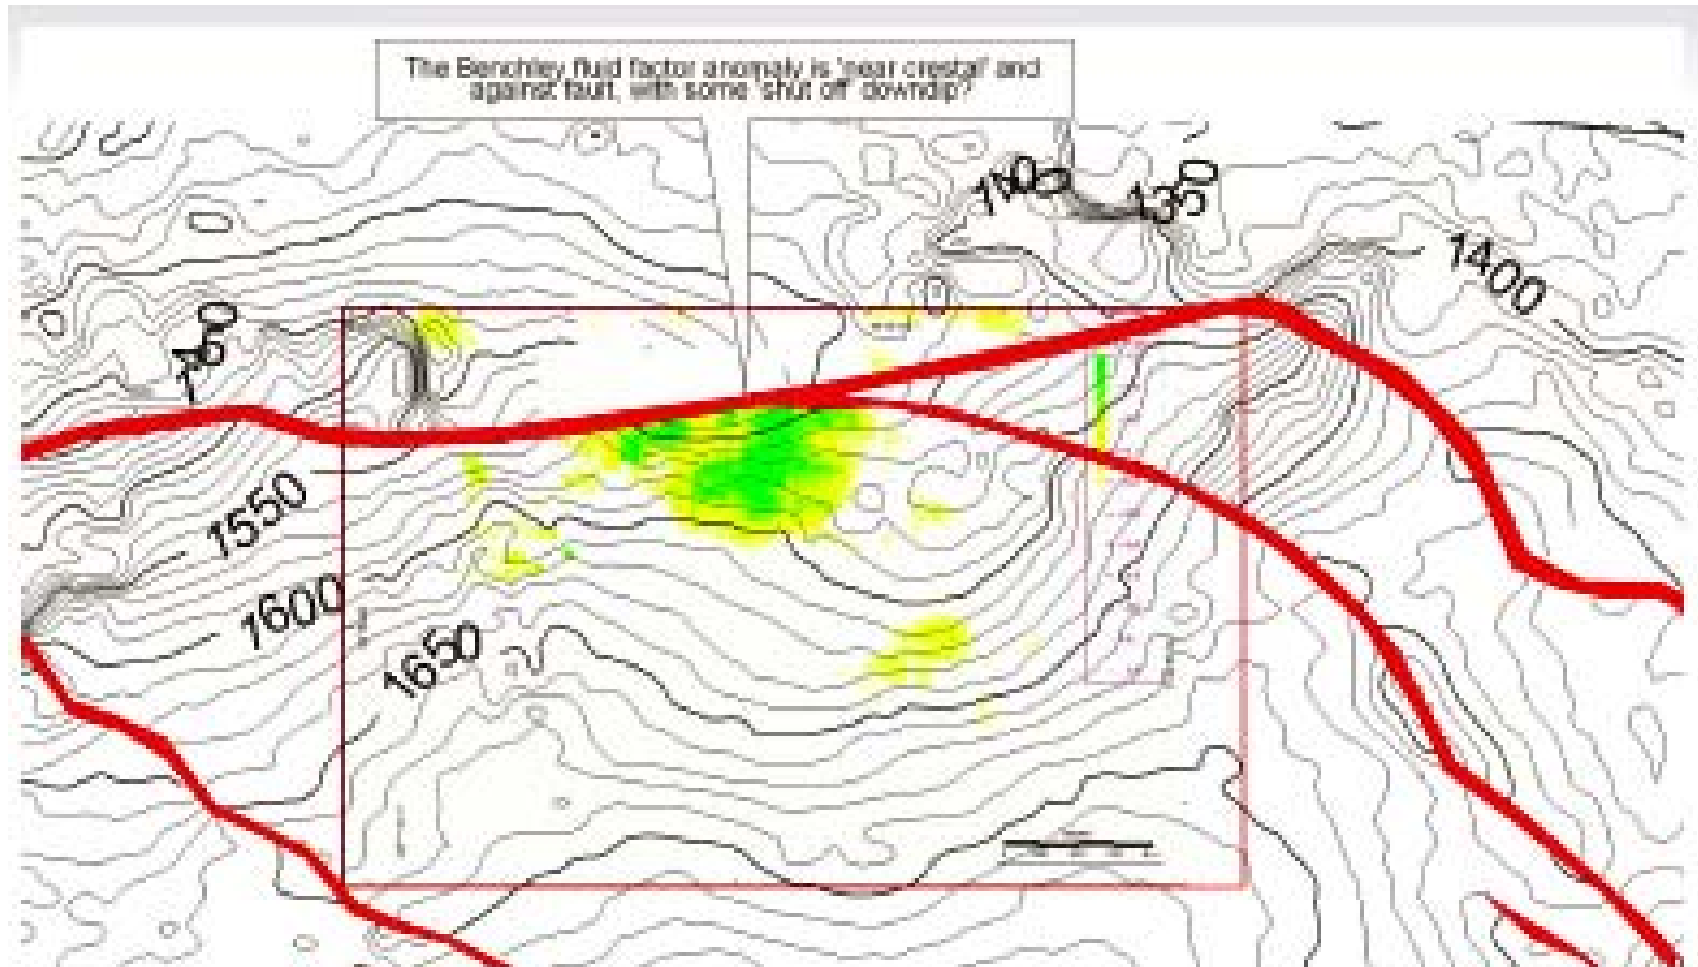 The Benchley fluid factor anomaly is 'near crestal' and
against fault, with some 'shut off' downdip?
1350
1400
1550
1600
1650